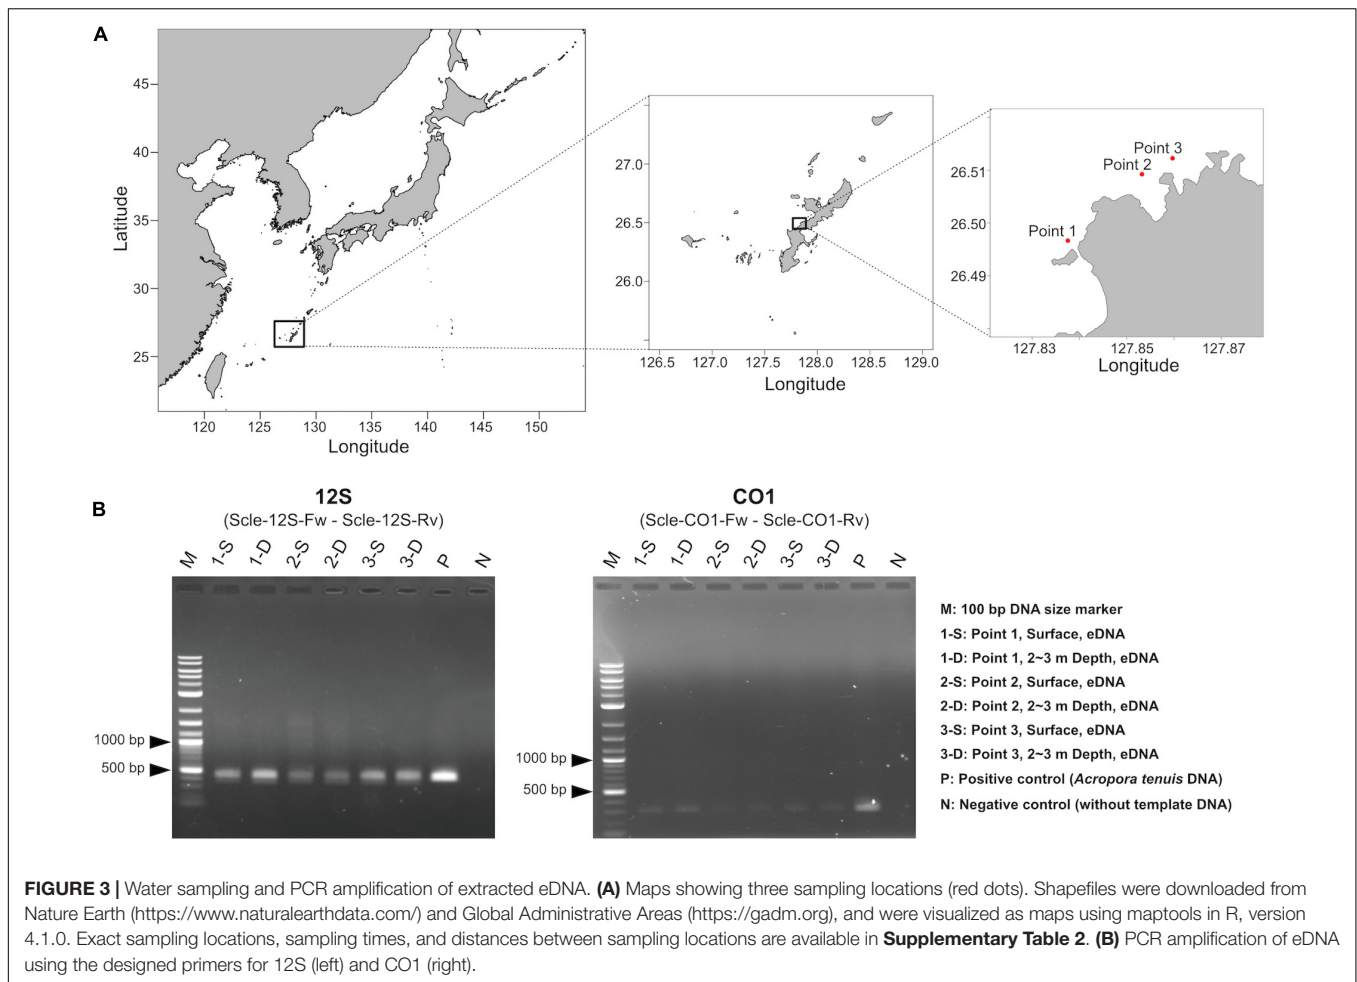 A
45
40
35
30
25
Latitude
120 125 130 135 140 145 150
Longitude
27.0
26.5
26.0
126.5 127.0 127.5 128.0 128.5 129.0
Longitude
Point 3
Point 2
Point 1
26.51
26.50
26.49
127.83 127.85 127.87
Longitude
B
12S
(Scle-12S-Fw - Scle-12S-Rv)
M 1-S 1-D 2-S 2-D 3-S 3-D P N
1000 bp
500 bp
CO1
(Scle-CO1-Fw - Scle-CO1-Rv)
M 1-S 1-D 2-S 2-D 3-S 3-D P N
1000 bp
500 bp
M: 100 bp DNA size marker
1-S: Point 1, Surface, eDNA
1-D: Point 1, 2~3 m Depth, eDNA
2-S: Point 2, Surface, eDNA
2-D: Point 2, 2~3 m Depth, eDNA
3-S: Point 3, Surface, eDNA
3-D: Point 3, 2~3 m Depth, eDNA
P: Positive control (Acropora tenuis DNA)
N: Negative control (without template DNA)
FIGURE 3 | Water sampling and PCR amplification of extracted eDNA. (A) Maps showing three sampling locations (red dots). Shapefiles were downloaded from
Nature Earth (https://www.naturalearthdata.com/) and Global Administrative Areas (https://gadm.org), and were visualized as maps using maptools in R, version
4.1.0. Exact sampling locations, sampling times, and distances between sampling locations are available in Supplementary Table 2. (B) PCR amplification of eDNA
using the designed primers for 12S (left) and CO1 (right).